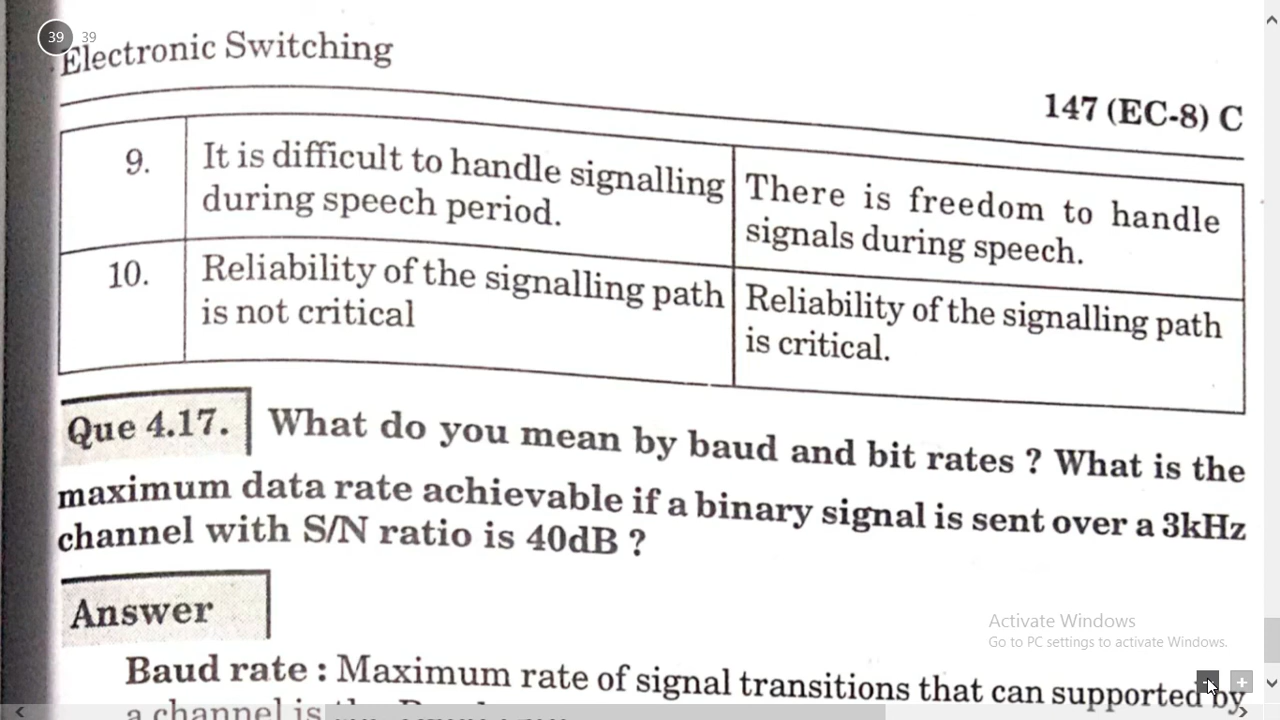 39 39
Electronic Switching
147 (EC-8) C
9. It is difficult to handle signalling There is freedom to handle
during speech period. signals during speech.
10. Reliability of the signalling path Reliability of the signalling path
is not critical is critical.
Que 4.17. What do you mean by baud and bit rates ? What is the
maximum data rate achievable if a binary signal is sent over a 3kHz
channel with S/N ratio is 40dB ?
Answer
Activate Windows
Go to PC settings to activate Windows.
Baud rate : Maximum rate of signal transitions that can supported by
a channel is